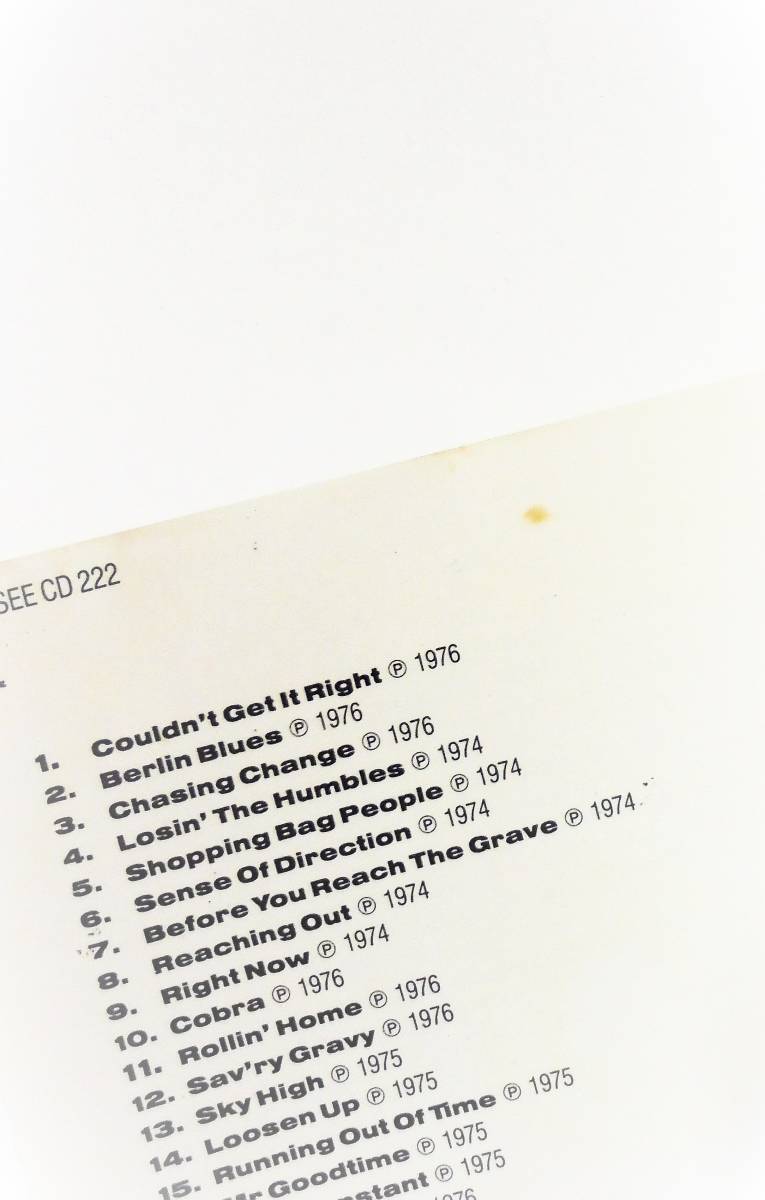 SEE CD 222
1. Couldn't Get It Right ℗ 1976
2. Berlin Blues ℗ 1976
3. Chasing Change ℗ 1976
4. Losin' The Humbles ℗ 1974
5. Shopping Bag People ℗ 1974
6. Sense Of Direction ℗ 1974
7. Before You Reach The Grave ℗ 1974
8. Reaching Out ℗ 1974
9. Right Now ℗ 1974
10. Cobra ℗ 1976
11. Rollin' Home ℗ 1976
12. Sav'ry Gravy ℗ 1976
13. Sky High ℗ 1975
14. Loosen Up ℗ 1975
15. Running Out Of Time ℗ 1975
Mr Goodtime ℗ 1975
℗ 1975
1976